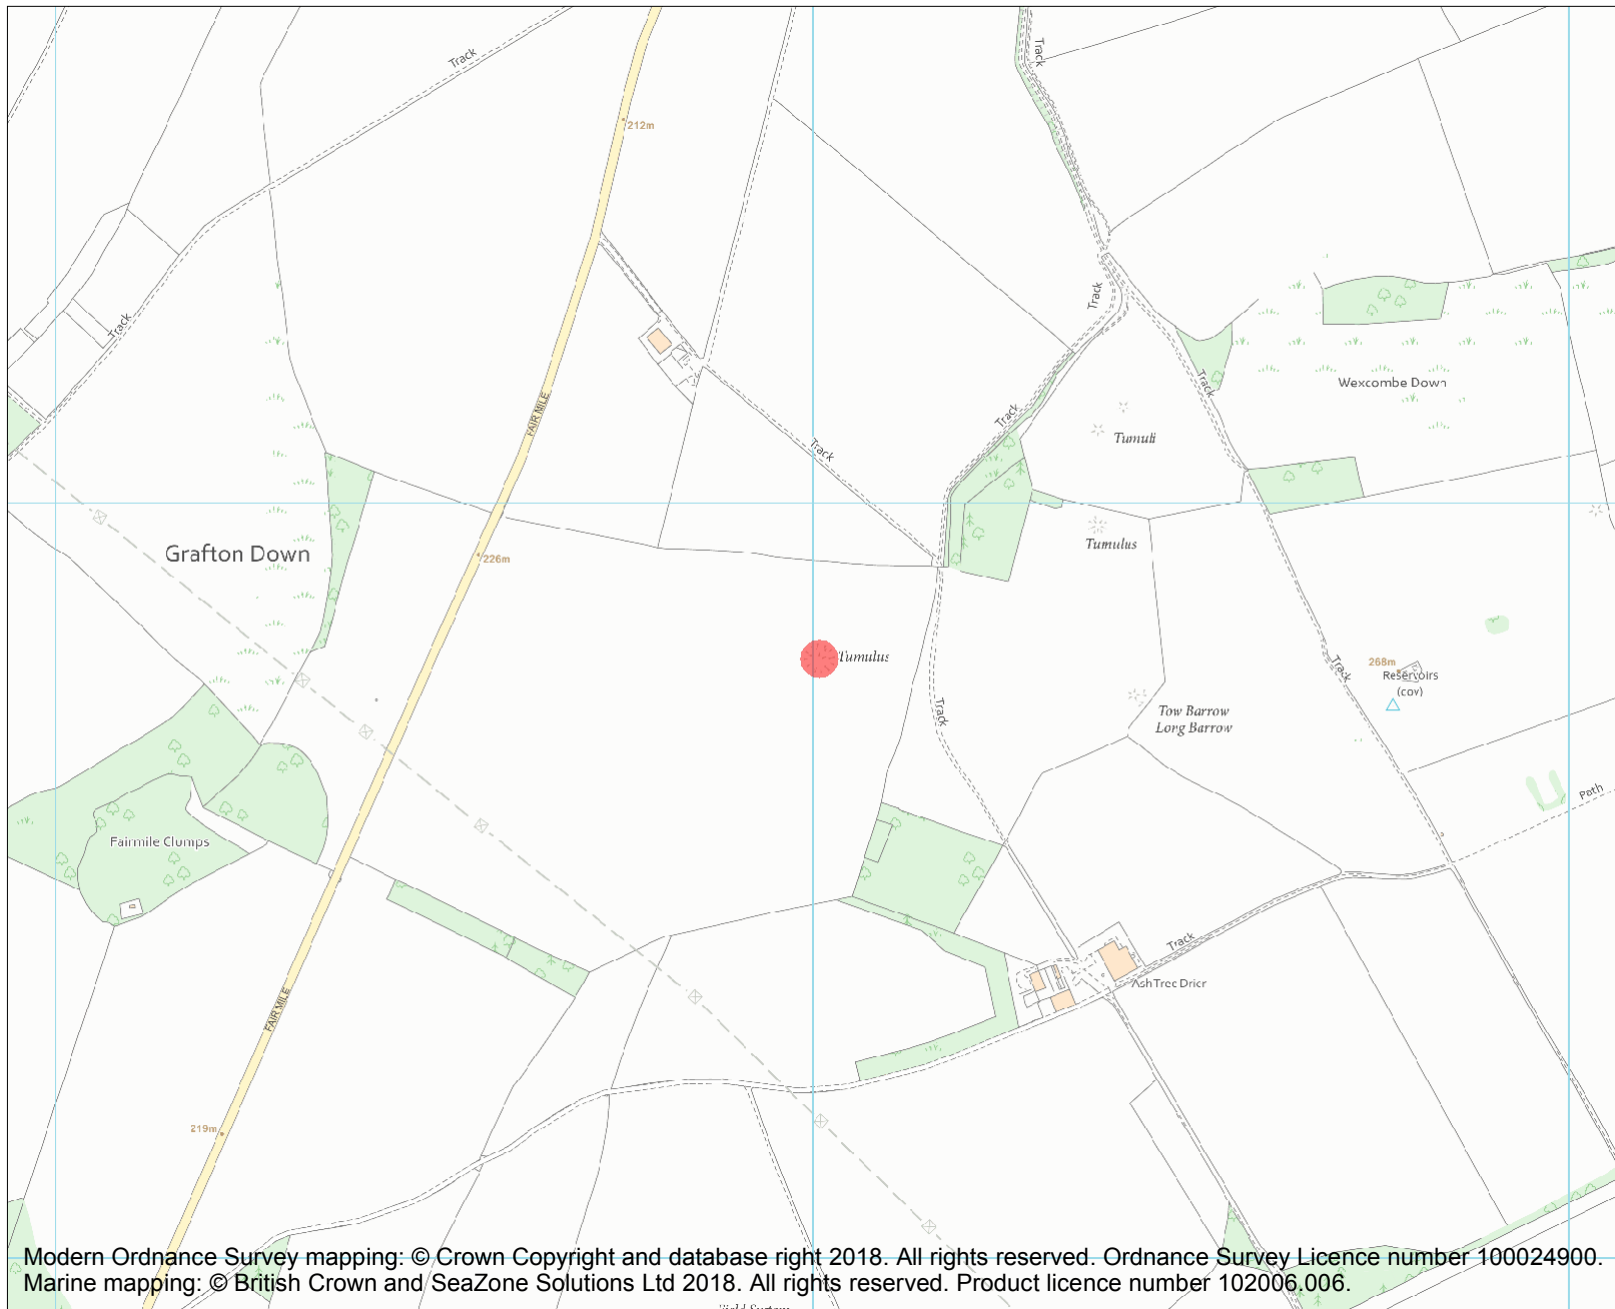 Track
Track
212m
Track
Track
Wexcombe Down
Track
FAIR MILE
Track
Track
Tumuli
Track
Grafton Down
226m
Tumulus
Tumulus
268m
Track
Reservoirs
(cov)
Track
Tow Barrow
Long Barrow
Path
Fairmile Clumps
Track
Ash Tree Drier
FAIR MILE
219m
Modern Ordnance Survey mapping: © Crown Copyright and database right 2018. All rights reserved. Ordnance Survey Licence number 100024900.
Marine mapping: © British Crown and SeaZone Solutions Ltd 2018. All rights reserved. Product licence number 102006.006.